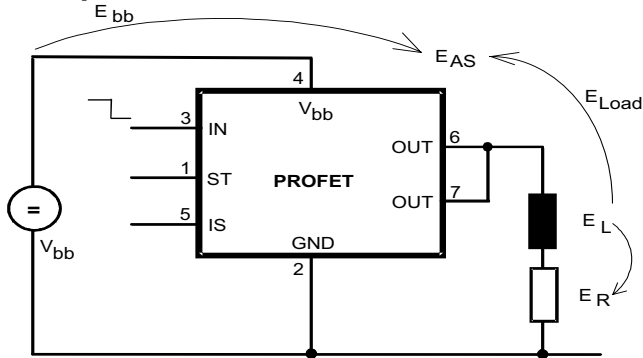 E bb
E AS
E Load
4
V bb
3 IN
OUT 6
1 ST
PROFET
=
OUT 7
5 IS
V bb
GND
2
E L
E R